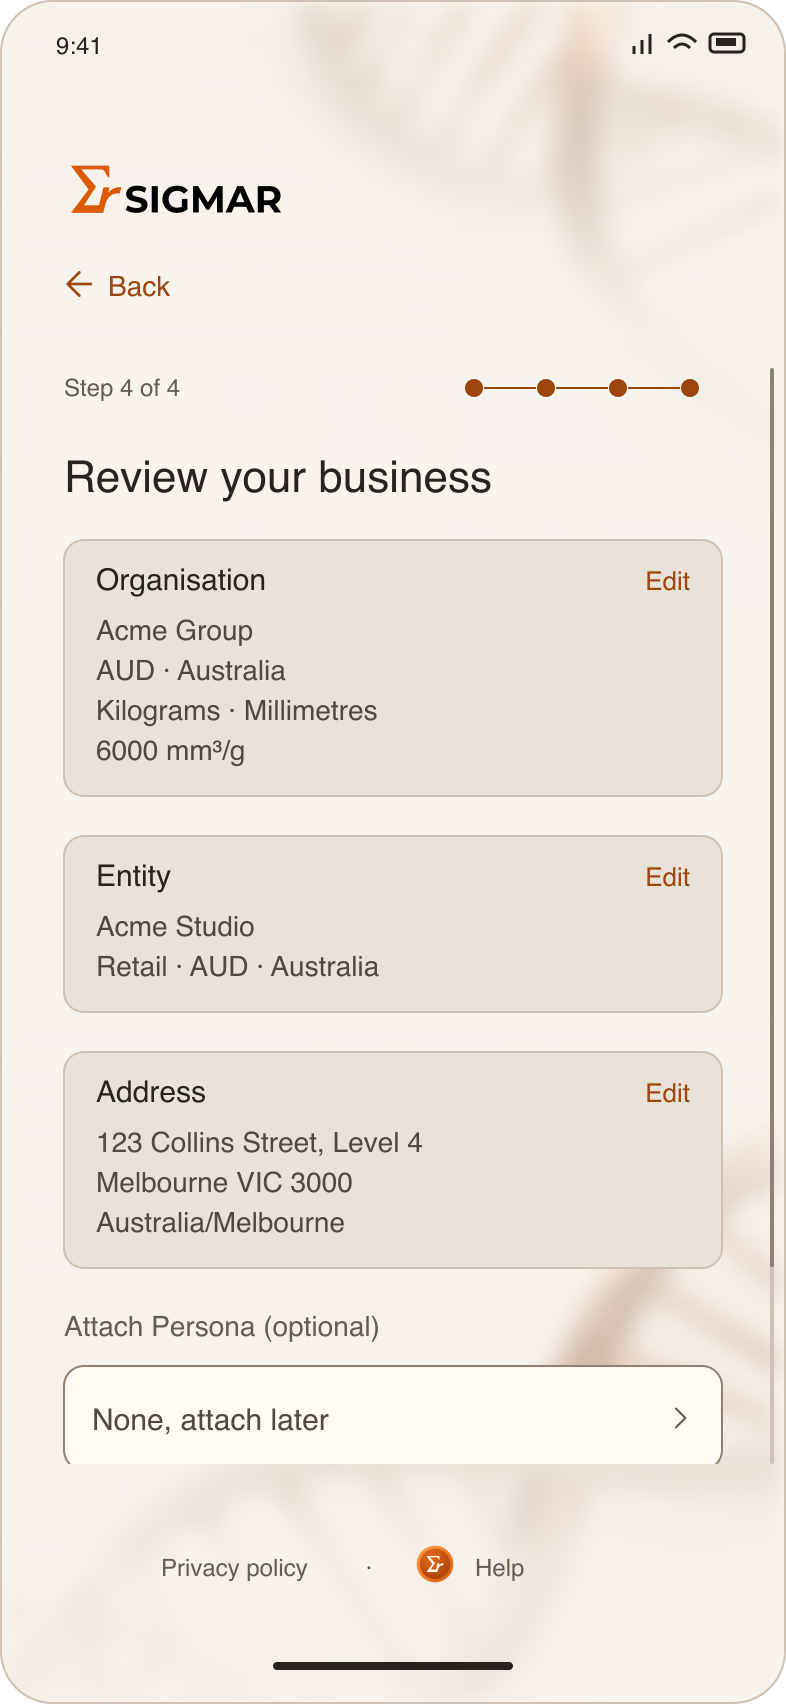 9:41
Σr SIGMAR
← Back
Step 4 of 4
Review your business
Organisation Edit
Acme Group
AUD · Australia
Kilograms · Millimetres
6000 mm³/g
Entity Edit
Acme Studio
Retail · AUD · Australia
Address Edit
123 Collins Street, Level 4
Melbourne VIC 3000
Australia/Melbourne
Attach Persona (optional)
None, attach later
Privacy policy · Σr Help